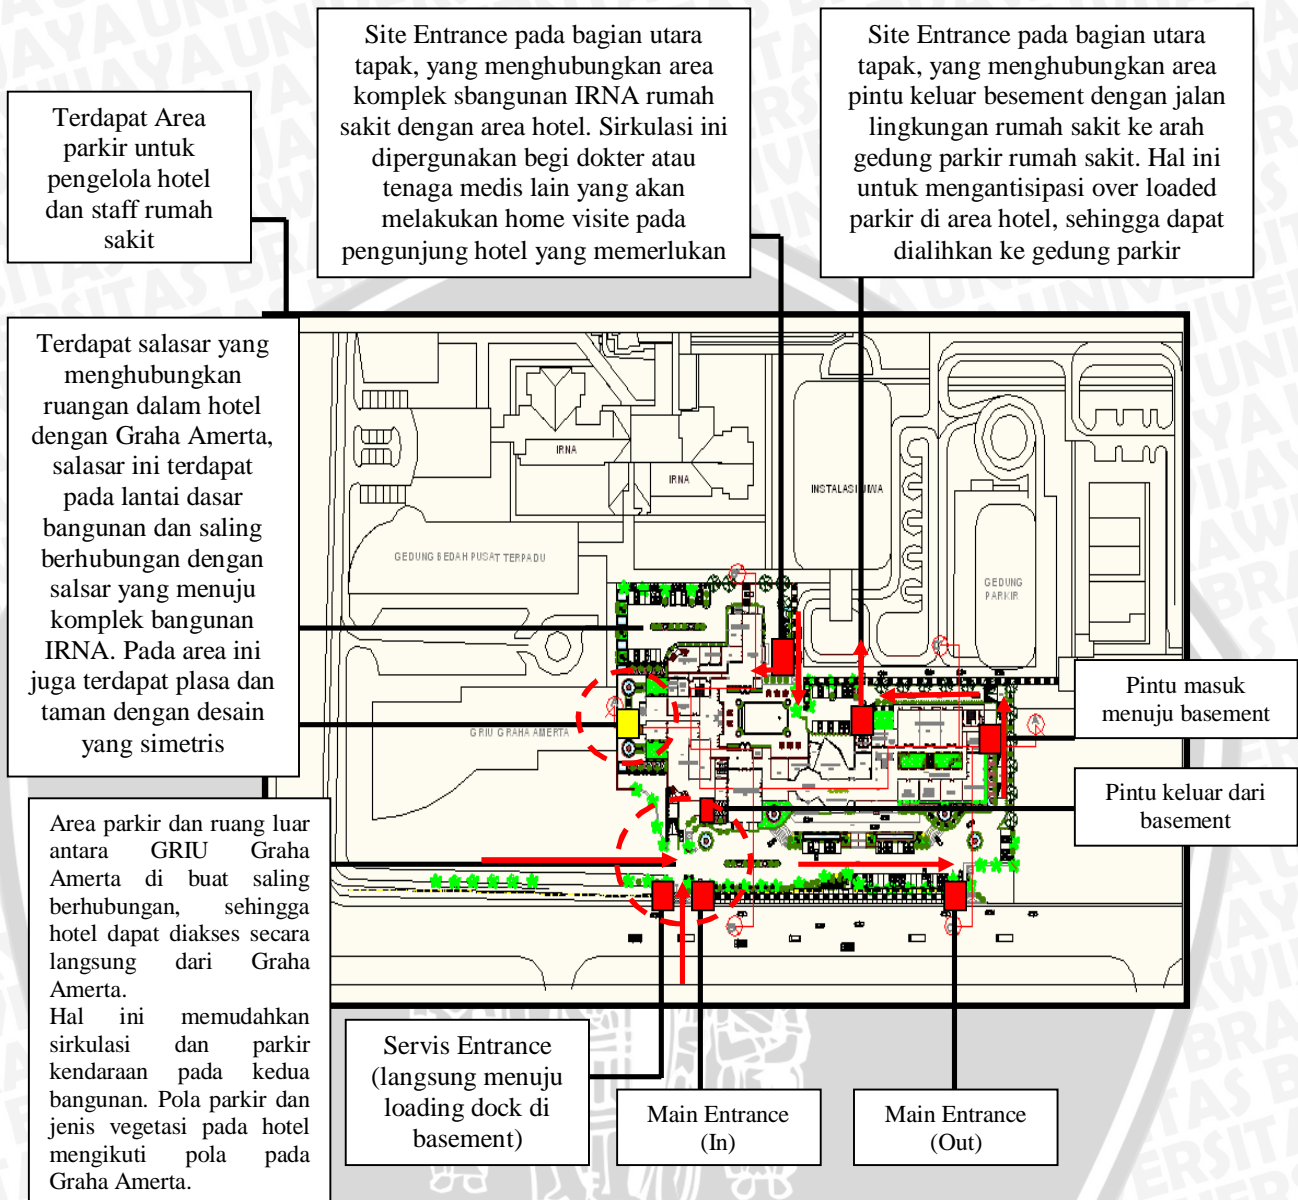 Site Entrance pada bagian utara
tapak, yang menghubungkan area
komplek sbangunan IRNA rumah
sakit dengan area hotel. Sirkulasi ini
dipergunakan begi dokter atau
tenaga medis lain yang akan
melakukan home visite pada
pengunjung hotel yang memerlukan
Site Entrance pada bagian utara
tapak, yang menghubungkan area
pintu keluar besement dengan jalan
lingkungan rumah sakit ke arah
gedung parkir rumah sakit. Hal ini
untuk mengantisipasi over loaded
parkir di area hotel, sehingga dapat
dialihkan ke gedung parkir
Terdapat Area
parkir untuk
pengelola hotel
dan staff rumah
sakit
Terdapat salasar yang
menghubungkan
ruangan dalam hotel
dengan Graha Amerta,
salasar ini terdapat
pada lantai dasar
bangunan dan saling
berhubungan dengan
salsar yang menuju
komplek bangunan
IRNA. Pada area ini
juga terdapat plasa dan
taman dengan desain
yang simetris
IRNA
IRNA
GEDUNG BEDAH PUSAT TERPADU
GEDUNG
PARKIR
GRIU GRAHA AMERTA
Pintu masuk
menuju basement
Pintu keluar dari
basement
Area parkir dan ruang luar
antara GRIU Graha
Amerta di buat saling
berhubungan, sehingga
hotel dapat diakses secara
langsung dari Graha
Amerta.
Hal ini memudahkan
sirkulasi dan parkir
kendaraan pada kedua
bangunan. Pola parkir dan
jenis vegetasi pada hotel
mengikuti pola pada
Graha Amerta.
Servis Entrance
(langsung menuju
loading dock di
basement)
Main Entrance
(In)
Main Entrance
(Out)